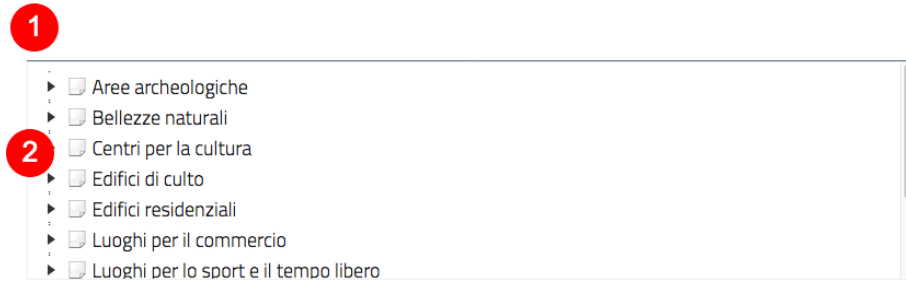 1
Aree archeologiche
Bellezze naturali
2 Centri per la cultura
Edifici di culto
Edifici residenziali
Luoghi per il commercio
Luoghi per lo sport e il tempo libero